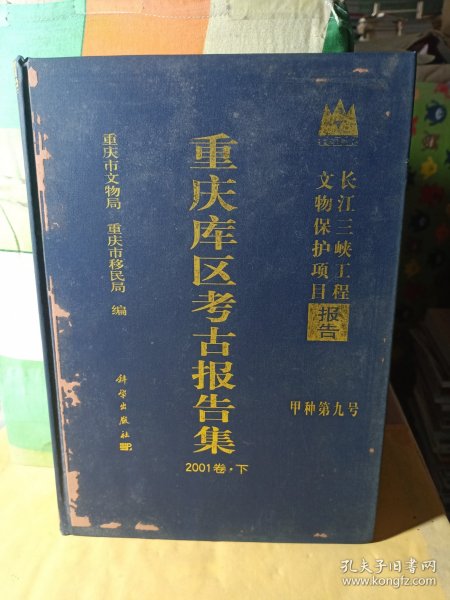 长江三峡工程
文物保护项目
报告
甲种第九号
重庆库区考古报告集
2001卷·下
重庆市文物局
重庆市移民局
编
科学出版社
孔夫子旧书网
www.kongfz.com